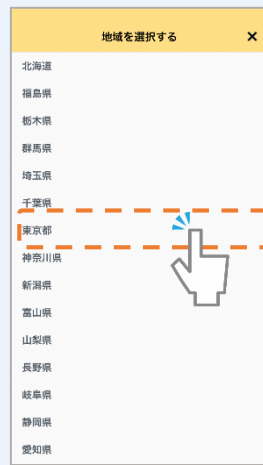 地域を選択する ×
北海道
福島県
栃木県
群馬県
埼玉県
千葉県
東京都
神奈川県
新潟県
富山県
山梨県
長野県
岐阜県
静岡県
愛知県